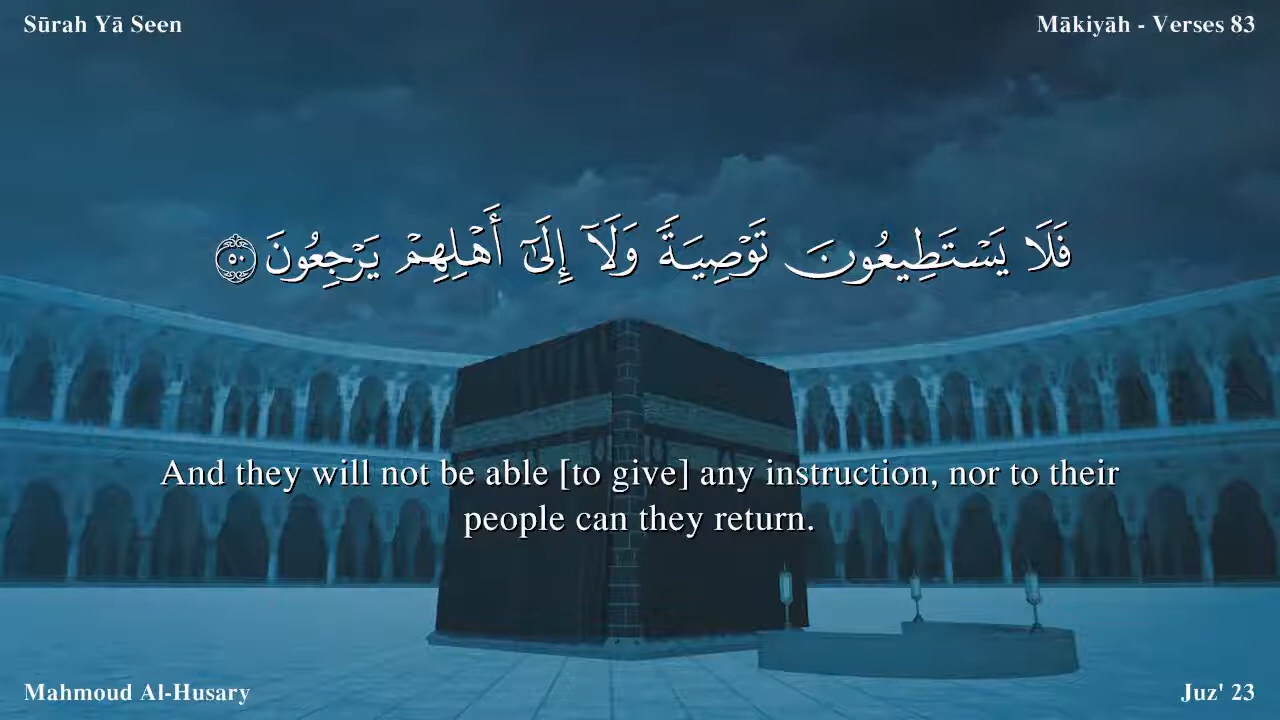 Sūrah Yā Seen
Mākiyāh - Verses 83
فَلَا يَسْتَطِيعُونَ تَوْصِيَةً وَلَآ إِلَىٰٓ أَهْلِهِمْ يَرْجِعُونَ ٥٠
And they will not be able [to give] any instruction, nor to their
people can they return.
Mahmoud Al-Husary
Juz' 23